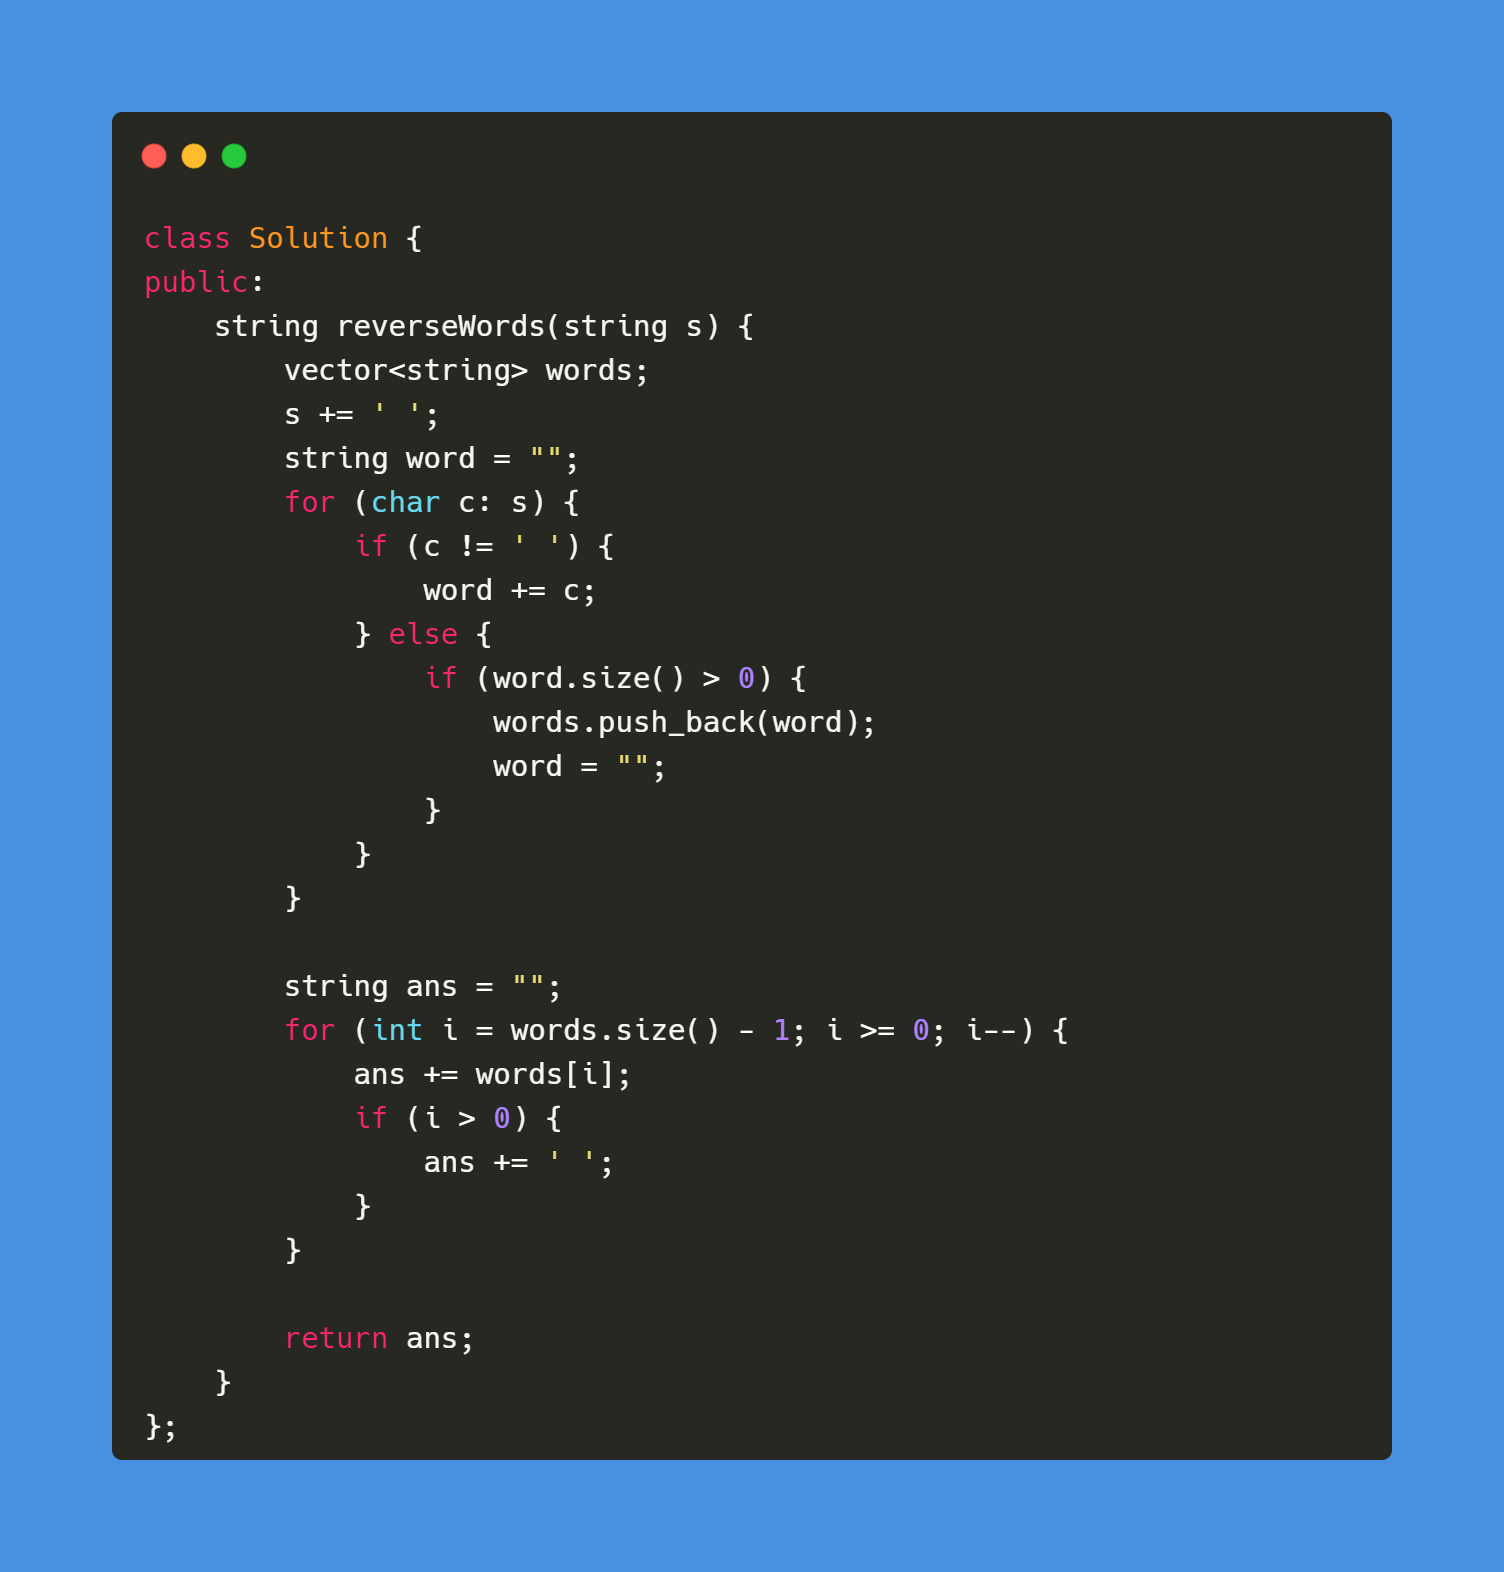 class Solution {
public:
    string reverseWords(string s) {
        vector<string> words;
        s += ' ';
        string word = "";
        for (char c: s) {
            if (c != ' ') {
                word += c;
            } else {
                if (word.size() > 0) {
                    words.push_back(word);
                    word = "";
                }
            }
        }

        string ans = "";
        for (int i = words.size() - 1; i >= 0; i--) {
            ans += words[i];
            if (i > 0) {
                ans += ' ';
            }
        }

        return ans;
    }
};